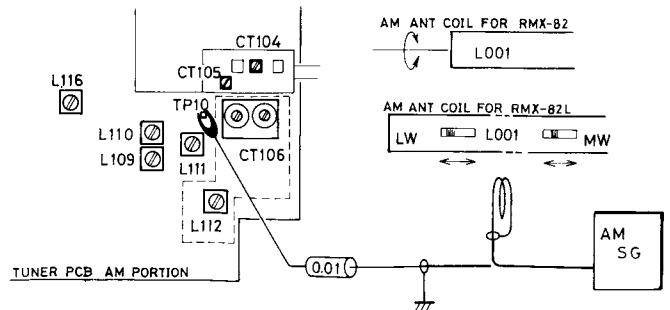 CT104
CT105
L116
TP10
L110
L109
L111
CT106
L112
TUNER PCB AM PORTION
0.01
AM ANT COIL FOR RMX-82
L001
AM ANT COIL FOR RMX-82L
LW
L001
MW
AM
SG